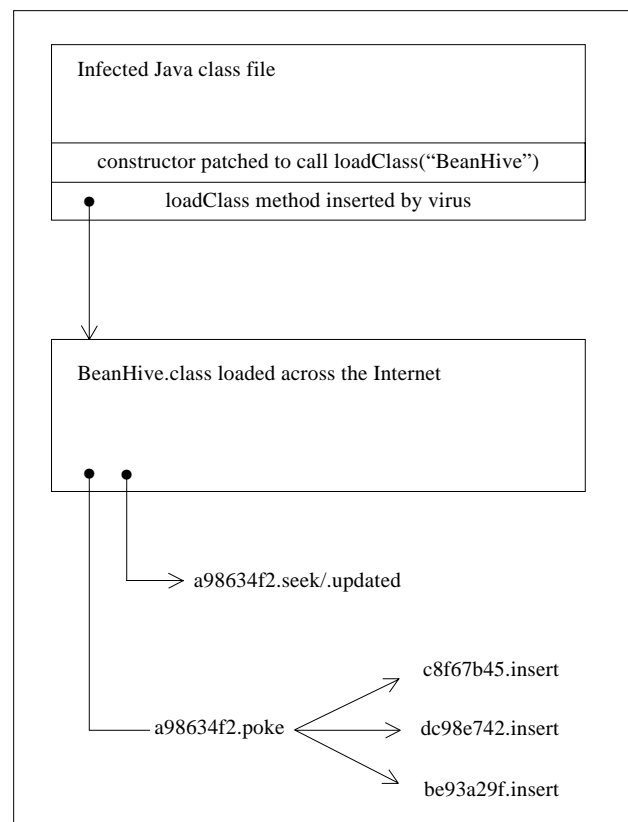 Infected Java class file
constructor patched to call loadClass(“BeanHive”)
loadClass method inserted by virus
BeanHive.class loaded across the Internet
a98634f2.seek/.updated
c8f67b45.insert
a98634f2.poke
dc98e742.insert
be93a29f.insert